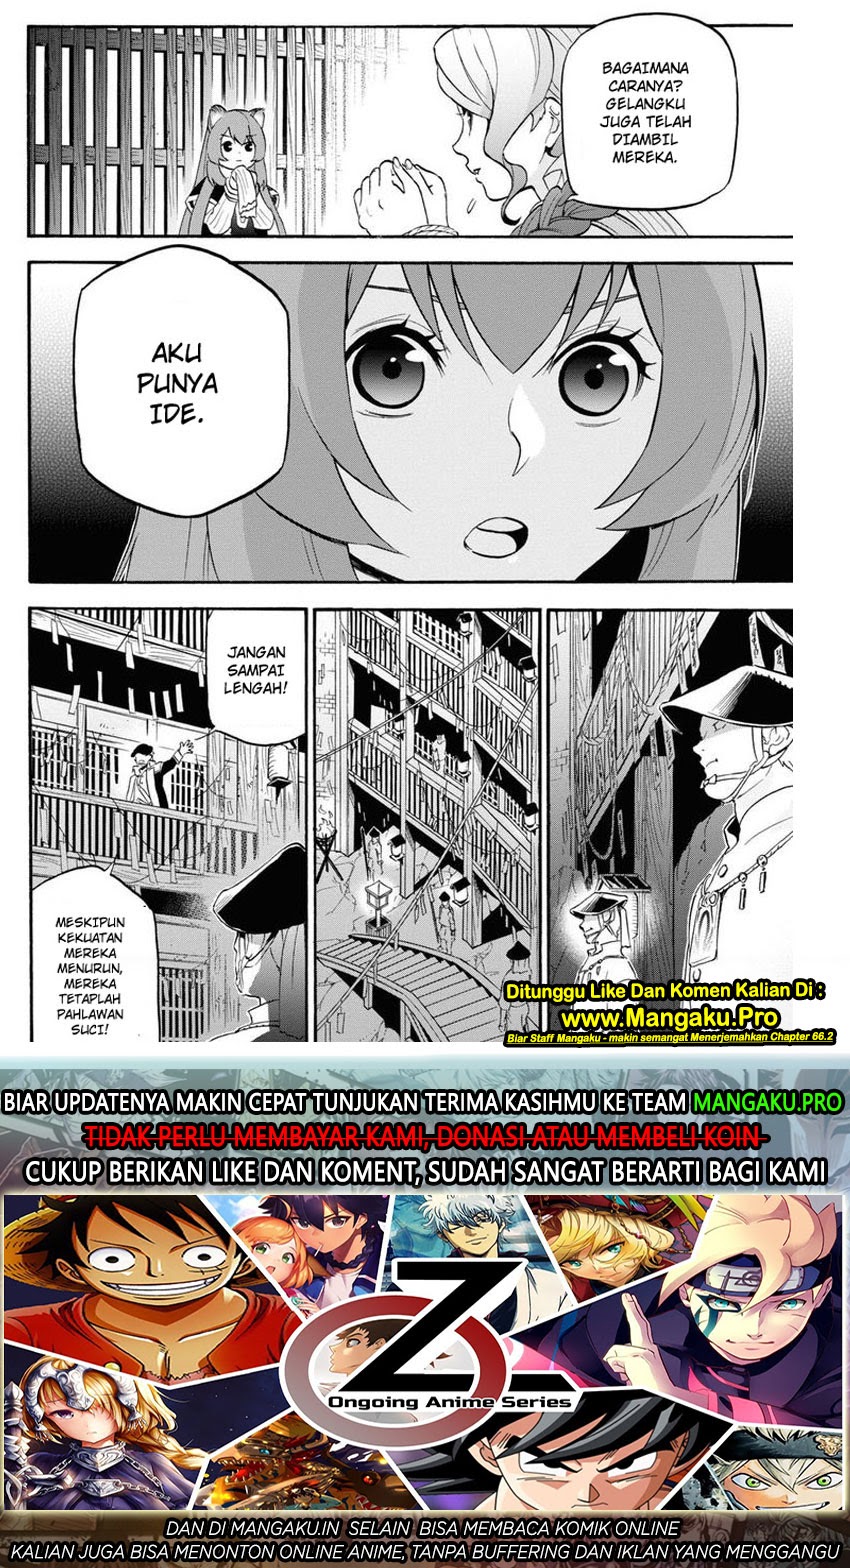 BAGAIMANA
CARANYA?
GELANGKU
JUGA TELAH
DIAMBIL
MEREKA.
AKU
PUNYA
IDE.
JANGAN
SAMPAI
LENGAH!
MESKIPUN
KEKUATAN
MEREKA
MENURUN,
MEREKA
TETAPLAH
PAHLAWAN
SUCI!
Ditunggu Like Dan Komen Kalian Di :
www.Mangaku.Pro
Biar Staff Mangaku - makin semangat Menerjemahkan Chapter 66.2
BIAR UPDATENYA MAKIN CEPAT TUNJUKAN TERIMA KASIHMU KE TEAM MANGAKU.PRO
TIDAK PERLU MEMBAYAR KAMI, DONASI ATAU MEMBELI KOIN
CUKUP BERIKAN LIKE DAN KOMENT, SUDAH SANGAT BERARTI BAGI KAMI
OZ
Ongoing Anime Series
DAN DI MANGAKU.IN SELAIN BISA MEMBACA KOMIK ONLINE
KALIAN JUGA BISA MENONTON ONLINE ANIME, TANPA BUFFERING DAN IKLAN YANG MENGGANGU